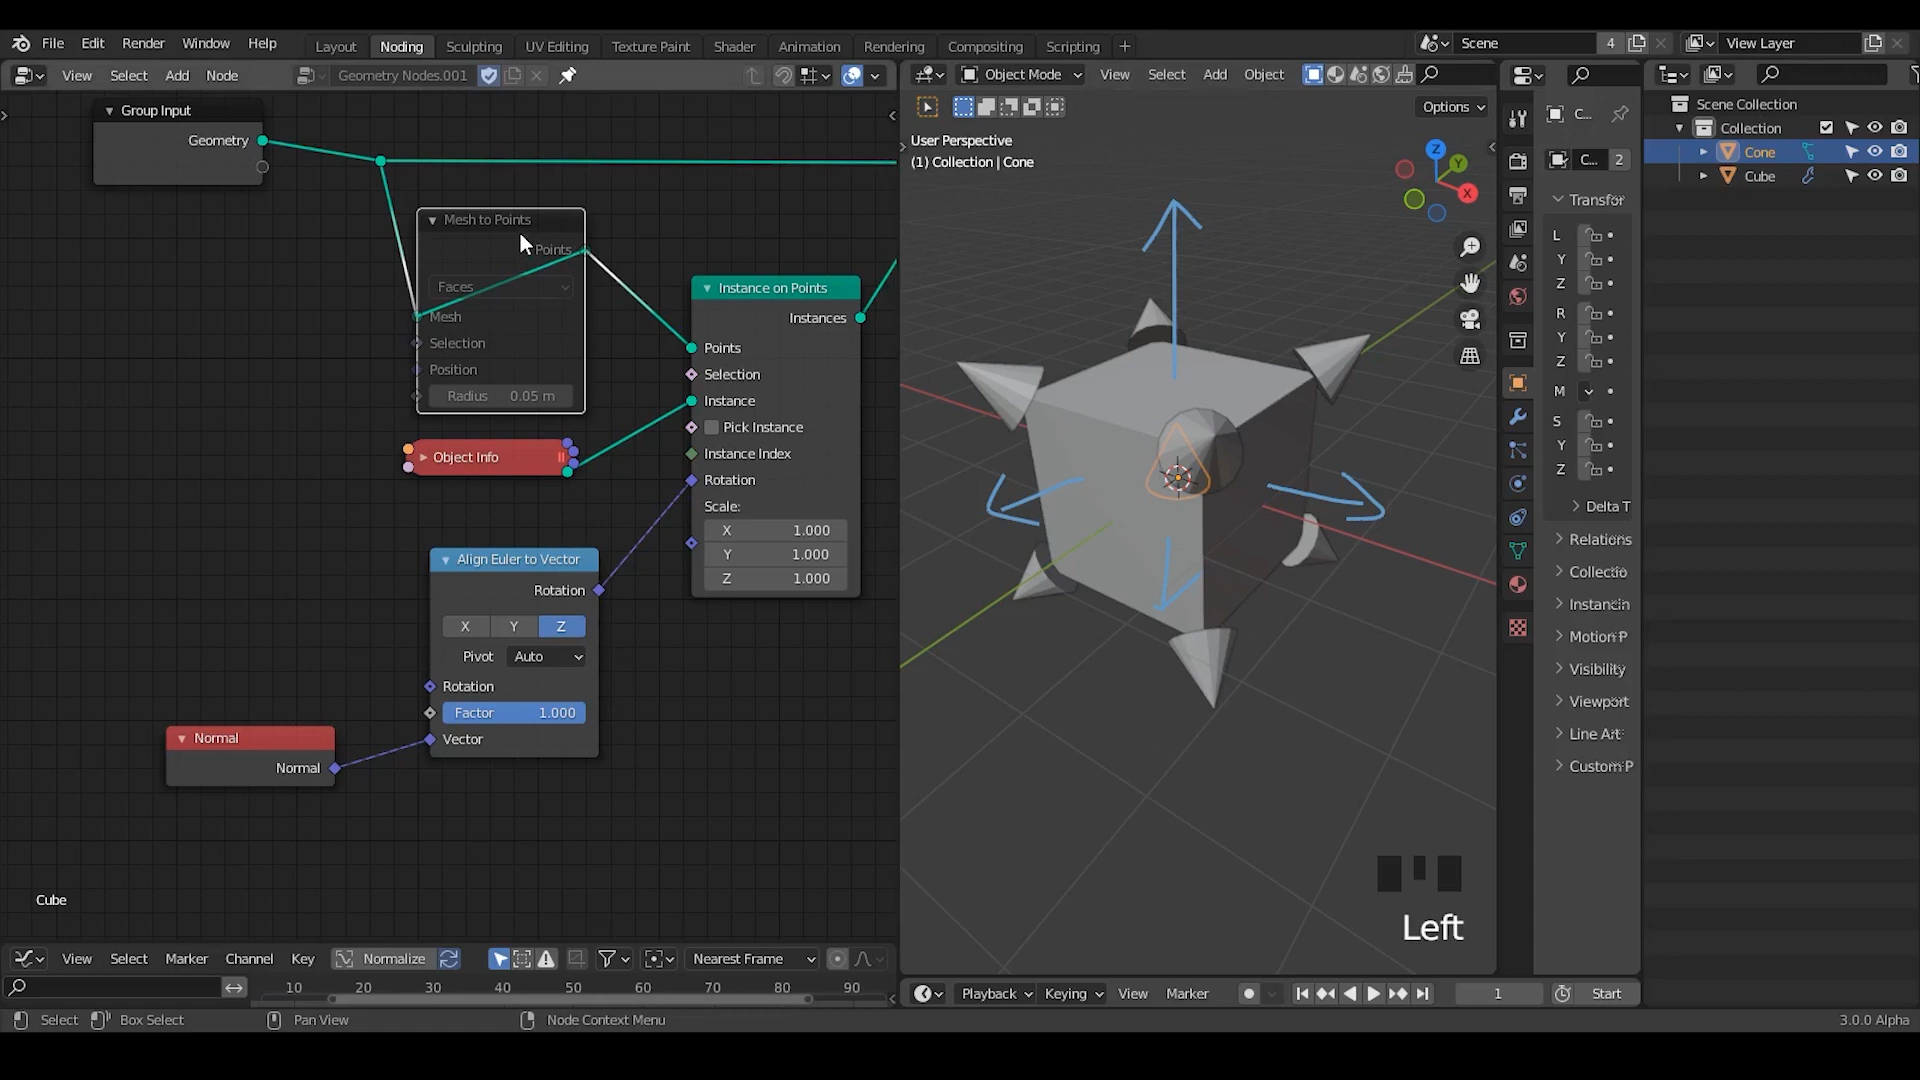 File Edit Render Window Help Layout Noding Sculpting UV Editing Texture Paint Shader Animation Rendering Compositing Scripting + Scene 4 View Layer
View Select Add Node Geometry Nodes.001
Object Mode View Select Add Object
Options
Group Input
Geometry
Mesh to Points
Points
Faces
Mesh
Selection
Position
Radius 0.05 m
Object Info
Instance on Points
Instances
Points
Selection
Instance
Pick Instance
Instance Index
Rotation
Scale:
X 1.000
Y 1.000
Z 1.000
Align Euler to Vector
Rotation
X Y Z
Pivot Auto
Rotation
Factor 1.000
Vector
Normal
Normal
Cube
User Perspective
(1) Collection | Cone
Z
Y
X
Left
C...
C... 2
Transfor
L
Y
Z
R
Y
Z
M
S
Y
Z
Delta T
Relations
Collectio
Instancin
Motion P
Visibility
Viewport
Line Art
Custom P
Scene Collection
Collection
Cone
Cube
View Select Marker Channel Key Normalize Nearest Frame
10 20 30 40 50 60 70 80 90
Playback Keying View Marker 1 Start
Select Box Select Pan View Node Context Menu 3.0.0 Alpha